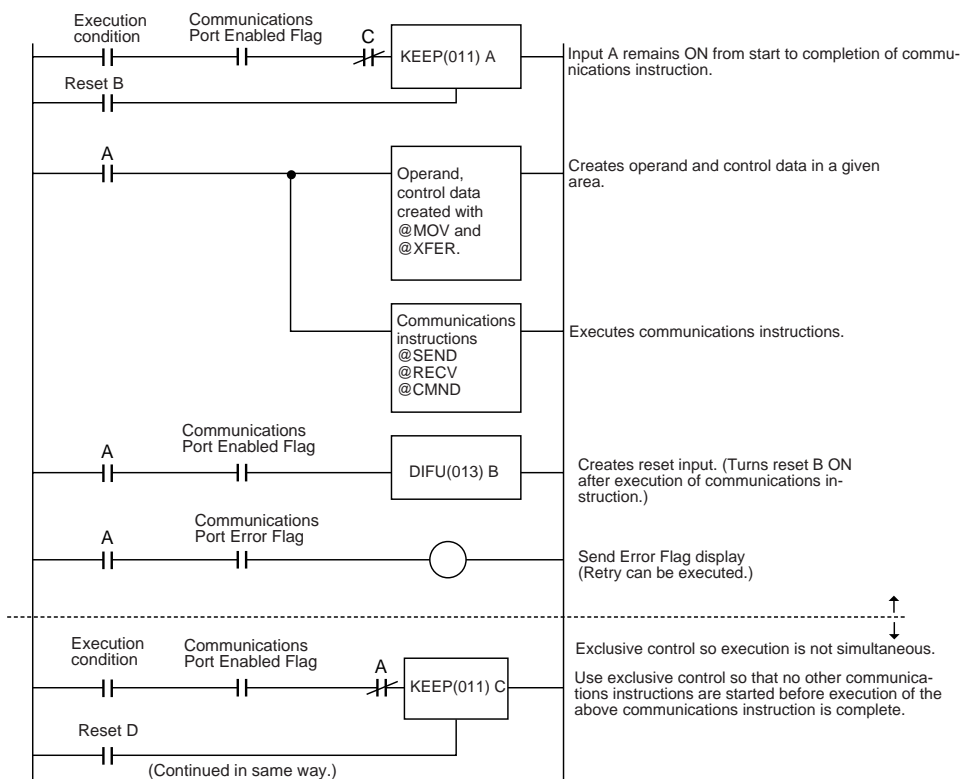 Execution
condition
Communications
Port Enabled Flag
C
KEEP(011) A
Input A remains ON from start to completion of commu-
nications instruction.
Reset B
A
Operand,
control data
created with
@MOV and
@XFER.
Creates operand and control data in a given
area.
Communications
instructions
@SEND
@RECV
@CMND
Executes communications instructions.
A
Communications
Port Enabled Flag
DIFU(013) B
Creates reset input. (Turns reset B ON
after execution of communications in-
struction.)
A
Communications
Port Error Flag
Send Error Flag display
(Retry can be executed.)
Exclusive control so execution is not simultaneous.
Execution
condition
Communications
Port Enabled Flag
A
KEEP(011) C
Use exclusive control so that no other communica-
tions instructions are started before execution of the
above communications instruction is complete.
Reset D
(Continued in same way.)